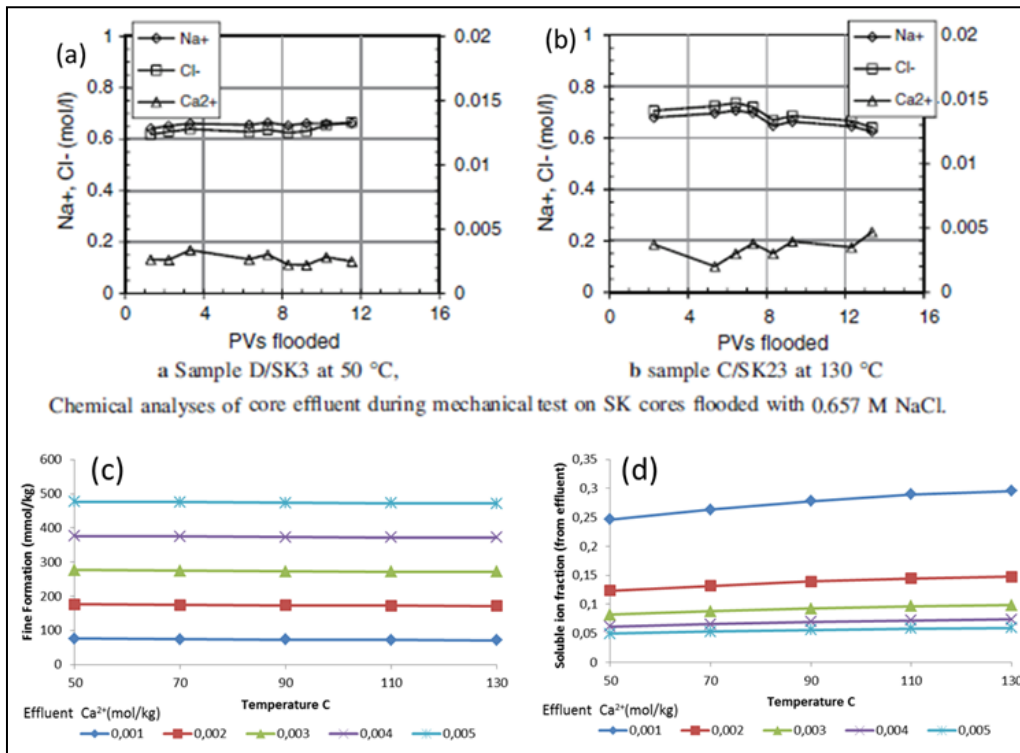 (a)
Na+
Cl-
Ca2+
Na+, Cl- (mol/l)
1
0.8
0.6
0.4
0.2
0
0.02
0.015
0.01
0.005
0
0 4 8 12 16
PVs flooded
a Sample D/SK3 at 50 °C,
(b)
Na+
Cl-
Ca2+
Na+, Cl- (mol/l)
1
0.8
0.6
0.4
0.2
0
0.02
0.015
0.01
0.005
0
0 4 8 12 16
PVs flooded
b sample C/SK23 at 130 °C
Chemical analyses of core effluent during mechanical test on SK cores flooded with 0.657 M NaCl.
(c)
Fine Formation (mmol/kg)
600
500
400
300
200
100
0
50 70 90 110 130
Temperature C
Effluent Ca²⁺(mol/kg)
0,001 0,002 0,003 0,004 0,005
(d)
Soluble ion fraction (from effluent)
0,35
0,3
0,25
0,2
0,15
0,1
0,05
0
50 70 90 110 130
Temperature C
Effluent Ca²⁺(mol/kg)
0,001 0,002 0,003 0,004 0,005